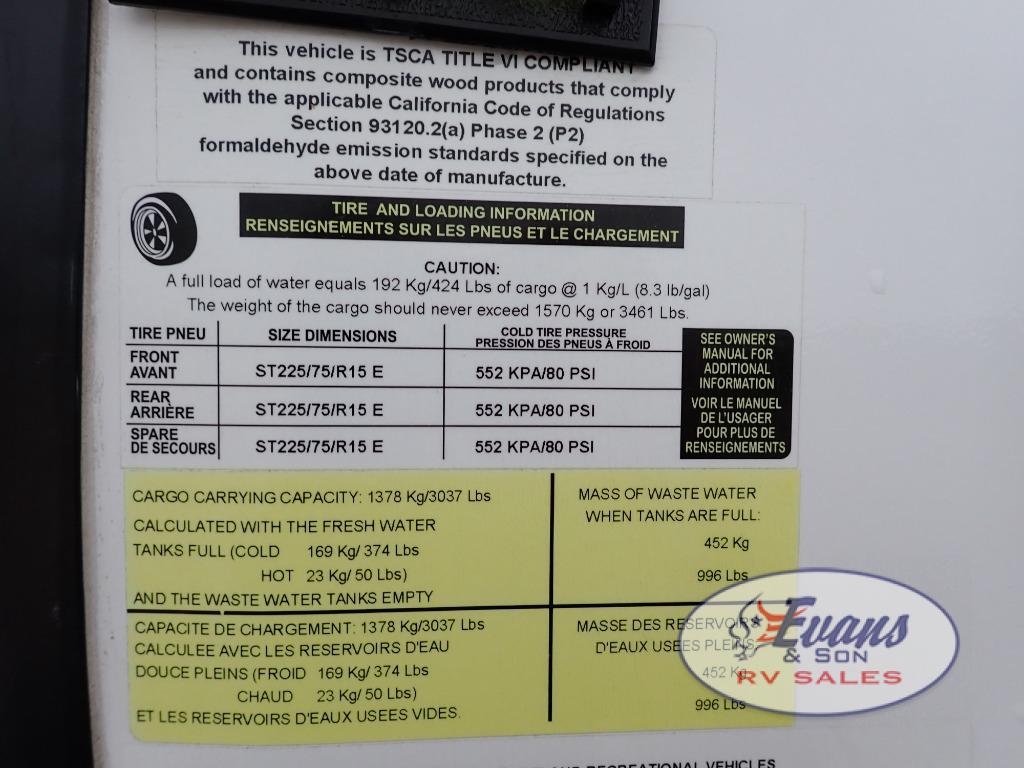 This vehicle is TSCA TITLE VI COMPLIANT
and contains composite wood products that comply
with the applicable California Code of Regulations
Section 93120.2(a) Phase 2 (P2)
formaldehyde emission standards specified on the
above date of manufacture.
TIRE AND LOADING INFORMATION
RENSEIGNEMENTS SUR LES PNEUS ET LE CHARGEMENT
CAUTION:
A full load of water equals 192 Kg/424 Lbs of cargo @ 1 Kg/L (8.3 lb/gal)
The weight of the cargo should never exceed 1570 Kg or 3461 Lbs.
TIRE PNEU SIZE DIMENSIONS COLD TIRE PRESSURE
PRESSION DES PNEUS À FROID
FRONT
AVANT ST225/75/R15 E 552 KPA/80 PSI
REAR
ARRIÈRE ST225/75/R15 E 552 KPA/80 PSI
SPARE
DE SECOURS ST225/75/R15 E 552 KPA/80 PSI
SEE OWNER'S
MANUAL FOR
ADDITIONAL
INFORMATION
VOIR LE MANUEL
DE L'USAGER
POUR PLUS DE
RENSEIGNEMENTS
CARGO CARRYING CAPACITY: 1378 Kg/3037 Lbs
CALCULATED WITH THE FRESH WATER
TANKS FULL (COLD 169 Kg/ 374 Lbs
HOT 23 Kg/ 50 Lbs)
AND THE WASTE WATER TANKS EMPTY
MASS OF WASTE WATER
WHEN TANKS ARE FULL:
452 Kg
996 Lbs
CAPACITE DE CHARGEMENT: 1378 Kg/3037 Lbs
CALCULEE AVEC LES RESERVOIRS D'EAU
DOUCE PLEINS (FROID 169 Kg/ 374 Lbs
CHAUD 23 Kg/ 50 Lbs)
ET LES RESERVOIRS D'EAUX USEES VIDES.
MASSE DES RESERVOIRS
D'EAUX USEES PLEINS
452 Kg
996 Lbs
Evans
& SON
RV SALES
AND RECREATIONAL VEHICLES